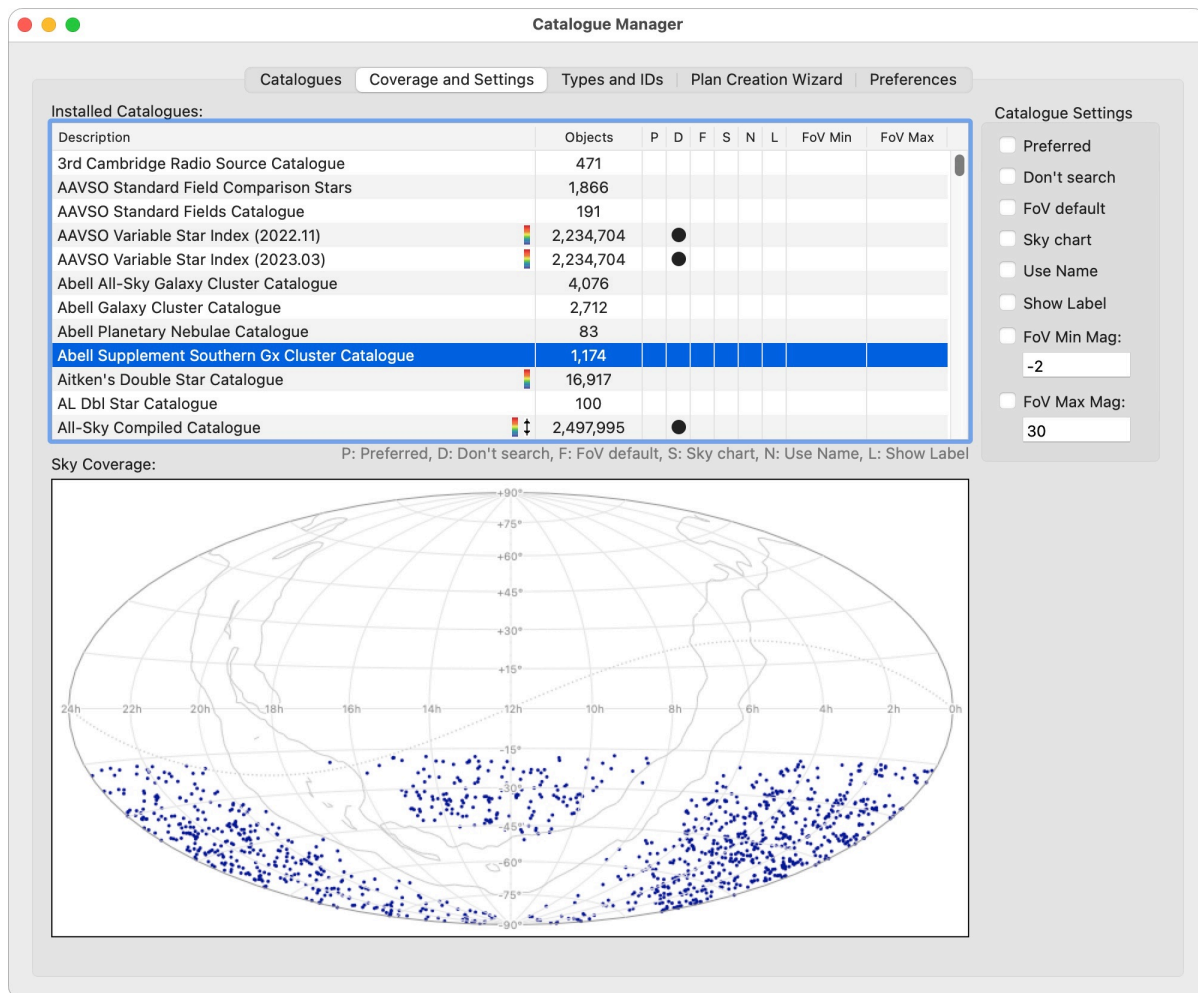 Catalogue Manager
Catalogues Coverage and Settings Types and IDs Plan Creation Wizard Preferences
Installed Catalogues:
Description Objects P D F S N L FoV Min FoV Max
3rd Cambridge Radio Source Catalogue 471
AAVSO Standard Field Comparison Stars 1,866
AAVSO Standard Fields Catalogue 191
AAVSO Variable Star Index (2022.11) 2,234,704
AAVSO Variable Star Index (2023.03) 2,234,704
Abell All-Sky Galaxy Cluster Catalogue 4,076
Abell Galaxy Cluster Catalogue 2,712
Abell Planetary Nebulae Catalogue 83
Abell Supplement Southern Gx Cluster Catalogue 1,174
Aitken's Double Star Catalogue 16,917
AL Dbl Star Catalogue 100
All-Sky Compiled Catalogue 2,497,995
P: Preferred, D: Don't search, F: FoV default, S: Sky chart, N: Use Name, L: Show Label
Catalogue Settings
Preferred
Don't search
FoV default
Sky chart
Use Name
Show Label
FoV Min Mag:
-2
FoV Max Mag:
30
Sky Coverage:
+90°
+75°
+60°
+45°
+30°
+15°
24h 22h 20h 18h 16h 14h 12h 10h 8h 6h 4h 2h 0h
-15°
-30°
-45°
-60°
-75°
-90°